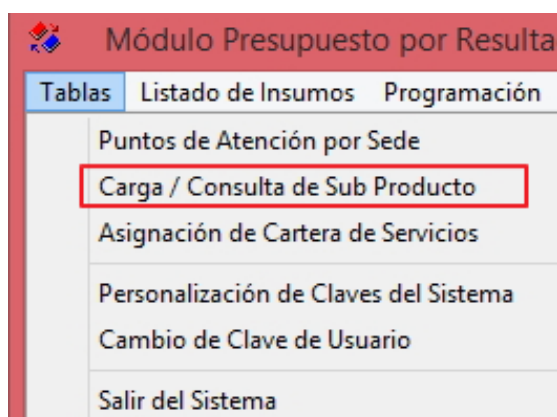 Módulo Presupuesto por Resulta
Tablas Listado de Insumos Programación
Puntos de Atención por Sede
Carga / Consulta de Sub Producto
Asignación de Cartera de Servicios
Personalización de Claves del Sistema
Cambio de Clave de Usuario
Salir del Sistema